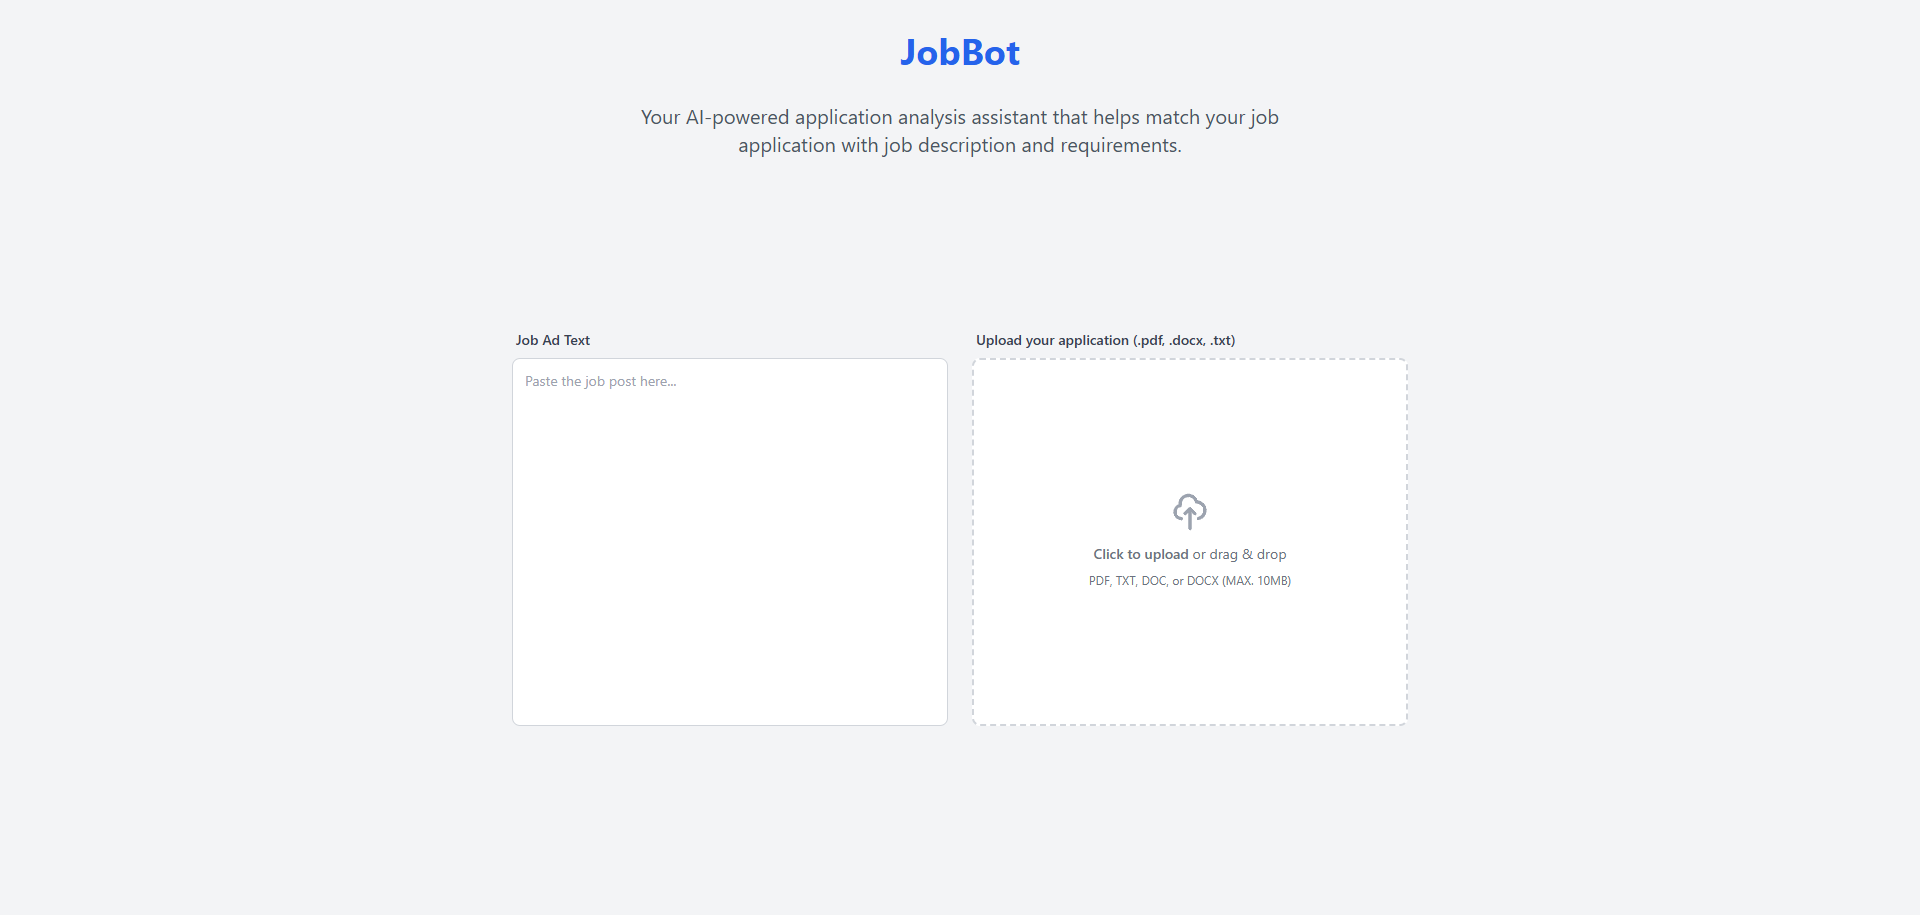 JobBot
Your AI-powered application analysis assistant that helps match your job
application with job description and requirements.
Job Ad Text
Paste the job post here...
Upload your application (.pdf, .docx, .txt)
Click to upload or drag & drop
PDF, TXT, DOC, or DOCX (MAX. 10MB)